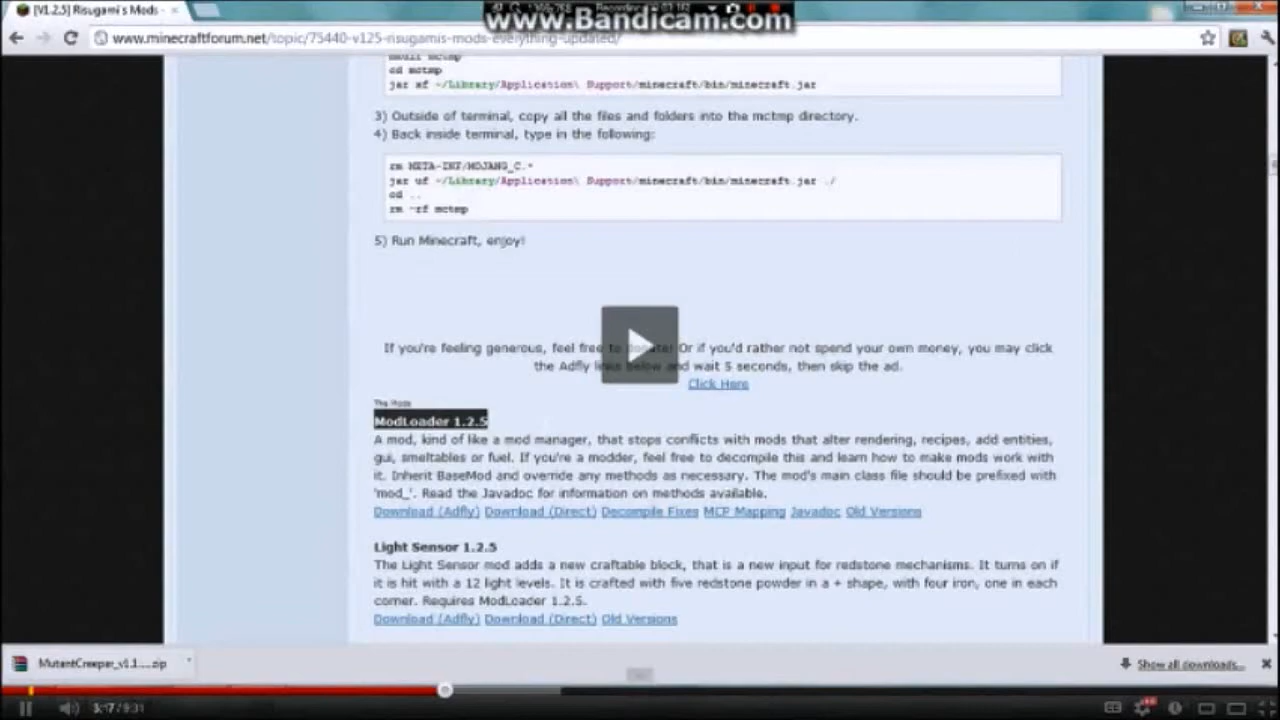 www.Bandicam.com
[V1.2.5] Risugami's Mods -
www.minecraftforum.net/topic/75440-v125-risugamis-mods-everything-updated/
cd mctmp
jar xf ~/Library/Application\ Support/minecraft/bin/minecraft.jar
3) Outside of terminal, copy all the files and folders into the mctmp directory.
4) Back inside terminal, type in the following:
rm META-INF/MOJANG_C.*
jar uf ~/Library/Application\ Support/minecraft/bin/minecraft.jar ./
cd ..
rm -rf mctmp
5) Run Minecraft, enjoy!
If you're feeling generous, feel free to donate! Or if you'd rather not spend your own money, you may click
the Adfly links below and wait 5 seconds, then skip the ad.
Click Here
The Mods
ModLoader 1.2.5
A mod, kind of like a mod manager, that stops conflicts with mods that alter rendering, recipes, add entities,
gui, smeltables or fuel. If you're a modder, feel free to decompile this and learn how to make mods work with
it. Inherit BaseMod and override any methods as necessary. The mod's main class file should be prefixed with
'mod_'. Read the Javadoc for information on methods available.
Download (Adfly) Download (Direct) Decompile Fixes MCP Mapping Javadoc Old Versions
Light Sensor 1.2.5
The Light Sensor mod adds a new craftable block, that is a new input for redstone mechanisms. It turns on if
it is hit with a 12 light levels. It is crafted with five redstone powder in a + shape, with four iron, one in each
corner. Requires ModLoader 1.2.5.
Download (Adfly) Download (Direct) Old Versions
MutantCreeper_v1.1....zip
Show all downloads...